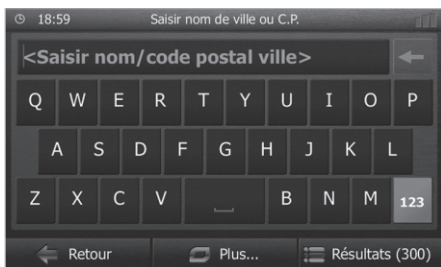 18:59 Saisir nom de ville ou C.P.
<Saisir nom/code postal ville>
Q W E R T Y U I O P
A S D F G H J K L
Z X C V B N M 123
Retour Plus... Résultats (300)